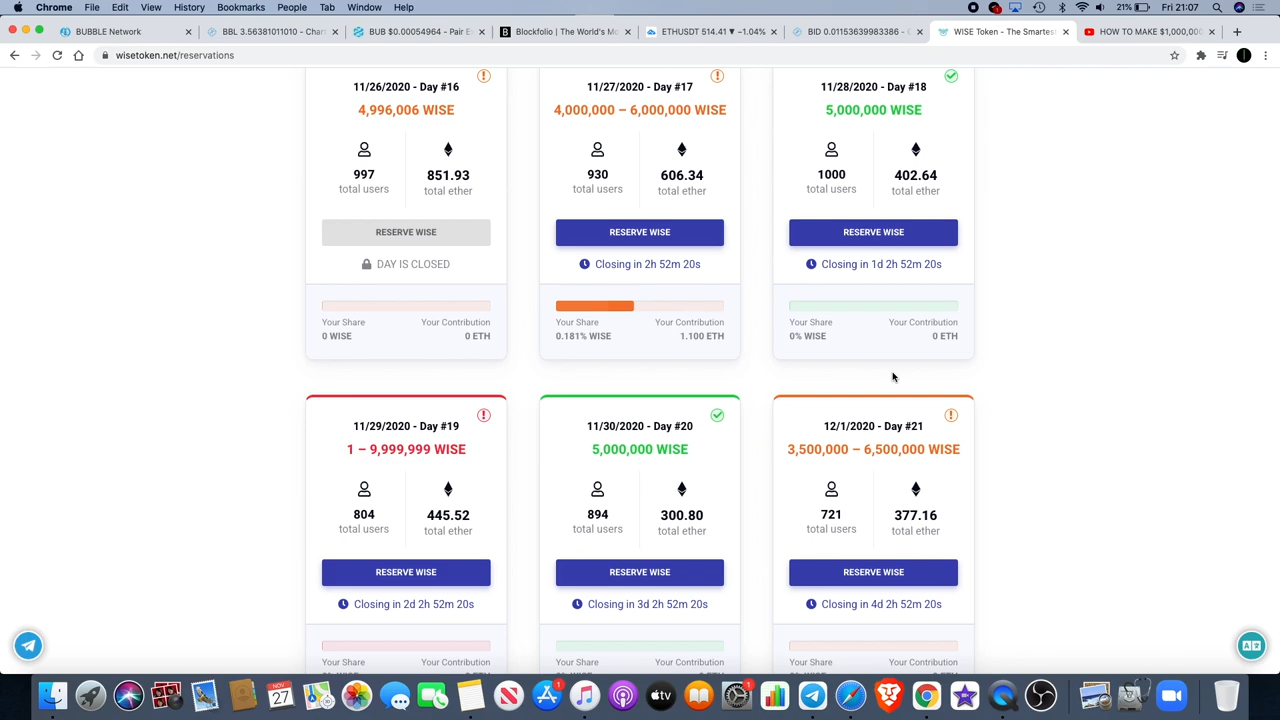 Chrome File Edit View History Bookmarks People Tab Window Help
21% Fri 21:07
BUBBLE Network
BBL 3.56381011010 - Char
BUB $0.00054964 - Pair E
Blockfolio | The World's M
ETHUSDT 514.41 ▼ −1.04%
BID 0.01153639983386 -
WISE Token - The Smartes
HOW TO MAKE $1,000,00
wisetoken.net/reservations
11/26/2020 - Day #16
4,996,006 WISE
997
total users
851.93
total ether
RESERVE WISE
DAY IS CLOSED
Your Share Your Contribution
0 WISE 0 ETH
11/27/2020 - Day #17
4,000,000 – 6,000,000 WISE
930
total users
606.34
total ether
RESERVE WISE
Closing in 2h 52m 20s
Your Share Your Contribution
0.181% WISE 1.100 ETH
11/28/2020 - Day #18
5,000,000 WISE
1000
total users
402.64
total ether
RESERVE WISE
Closing in 1d 2h 52m 20s
Your Share Your Contribution
0% WISE 0 ETH
11/29/2020 - Day #19
1 – 9,999,999 WISE
804
total users
445.52
total ether
RESERVE WISE
Closing in 2d 2h 52m 20s
Your Share Your Contribution
11/30/2020 - Day #20
5,000,000 WISE
894
total users
300.80
total ether
RESERVE WISE
Closing in 3d 2h 52m 20s
Your Share Your Contribution
12/1/2020 - Day #21
3,500,000 – 6,500,000 WISE
721
total users
377.16
total ether
RESERVE WISE
Closing in 4d 2h 52m 20s
Your Share Your Contribution
NOV
27
tv
1
1